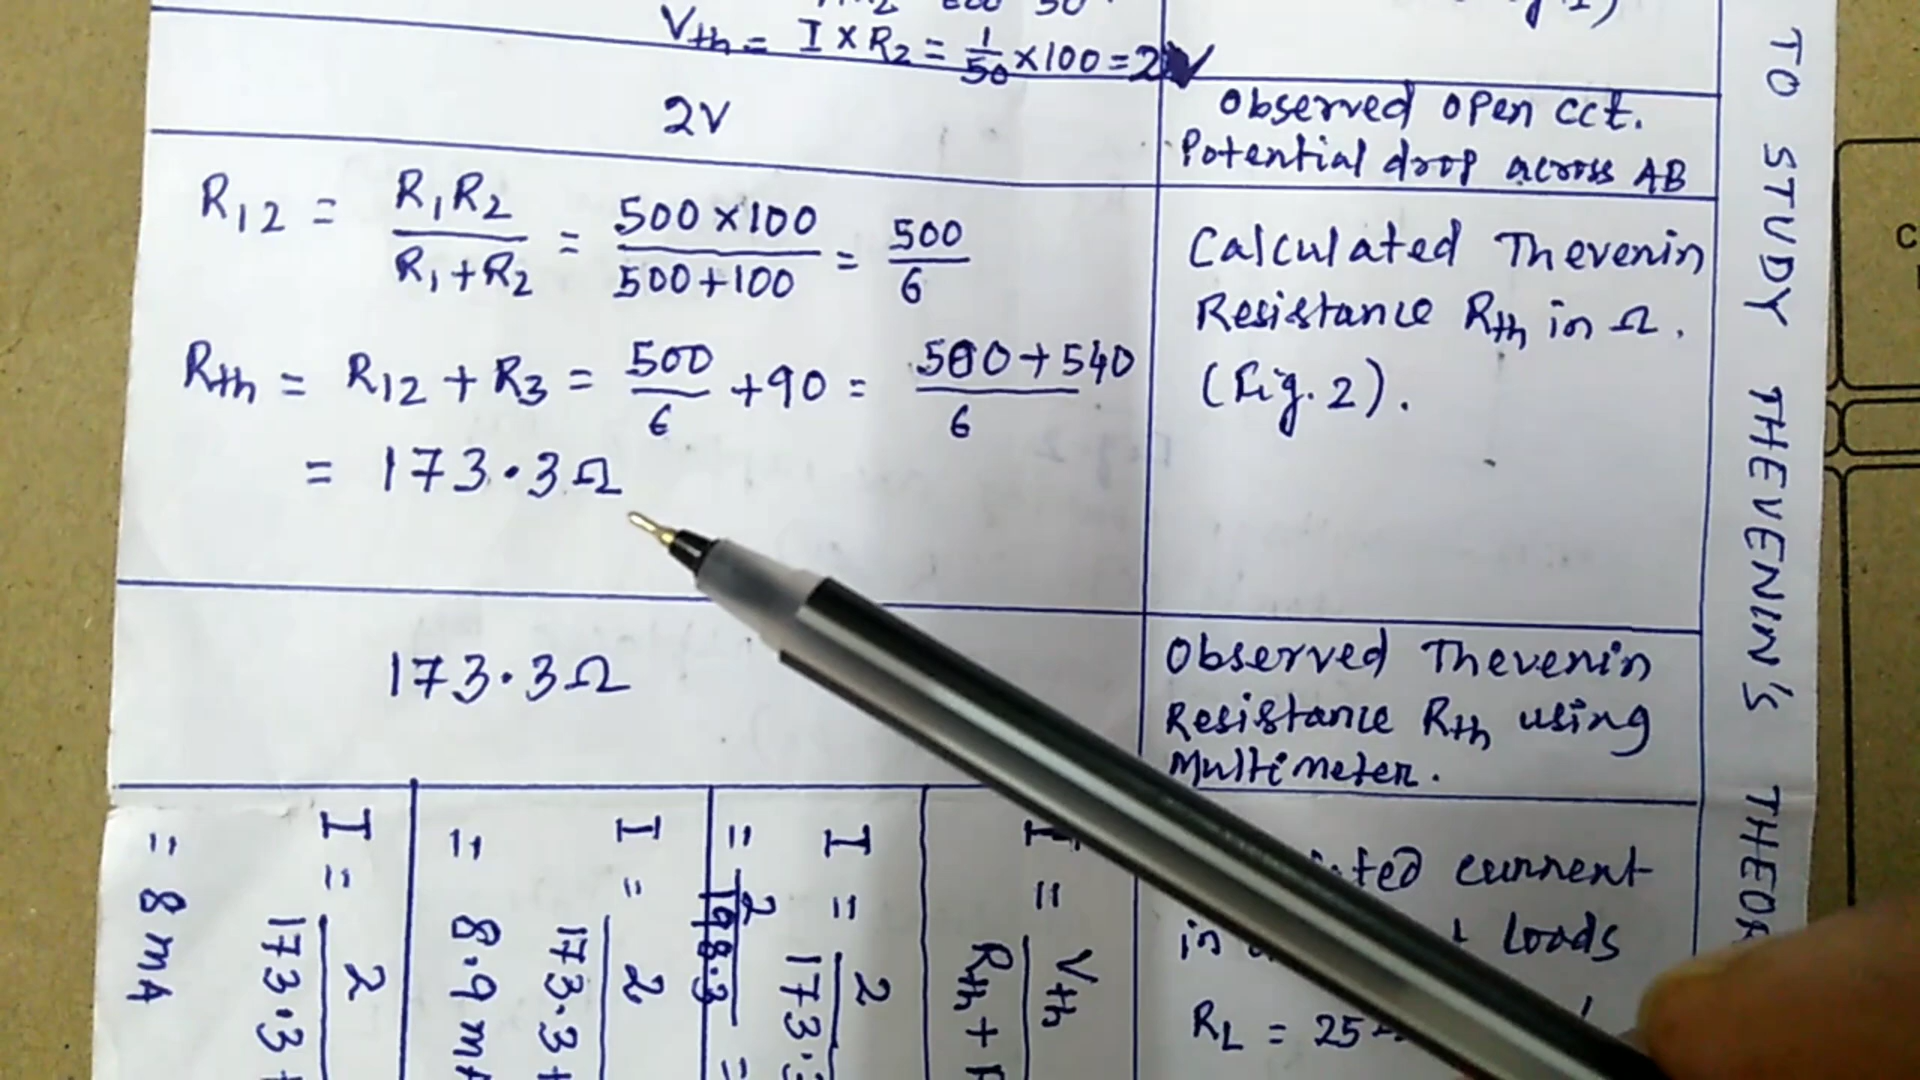 Vth = I × R2 = 1/50 × 100 = 2V
2V
Observed open cct.
Potential drop across AB
R12 = R1R2/R1+R2 = 500×100/500+100 = 500/6
Rth = R12 + R3 = 500/6 + 90 = 500+540/6
= 173.3Ω
Calculated Thevenin
Resistance Rth in Ω.
(Fig. 2).
173.3Ω
Observed Thevenin
Resistance Rth using
Multimeter.
current
in
Loads
RL = 25
I = Vth/Rth +
I = 2/173.3
= 2/198.3 =
I = 2/173.3+
= 8.9 mA
I = 2/173.3+
= 8 mA
TO STUDY THEVENIN'S